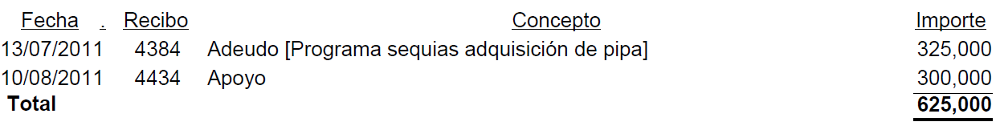 Fecha . Recibo Concepto Importe
13/07/2011 4384 Adeudo [Programa sequias adquisición de pipa] 325,000
10/08/2011 4434 Apoyo 300,000
Total 625,000